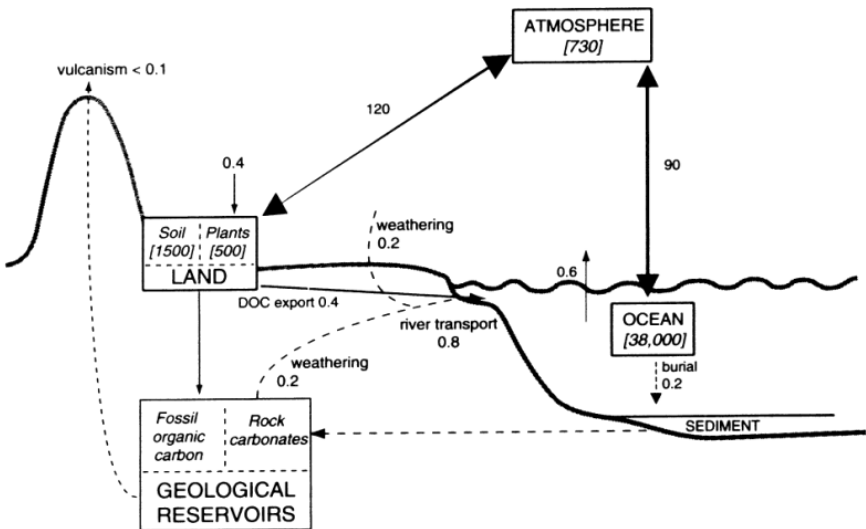 ATMOSPHERE
[730]
vulcanism < 0.1
120
90
0.4
Soil
[1500]
Plants
[500]
LAND
weathering
0.2
DOC export 0.4
0.6
river transport
0.8
OCEAN
[38,000]
weathering
0.2
burial
0.2
Fossil
organic
carbon
Rock
carbonates
SEDIMENT
GEOLOGICAL
RESERVOIRS